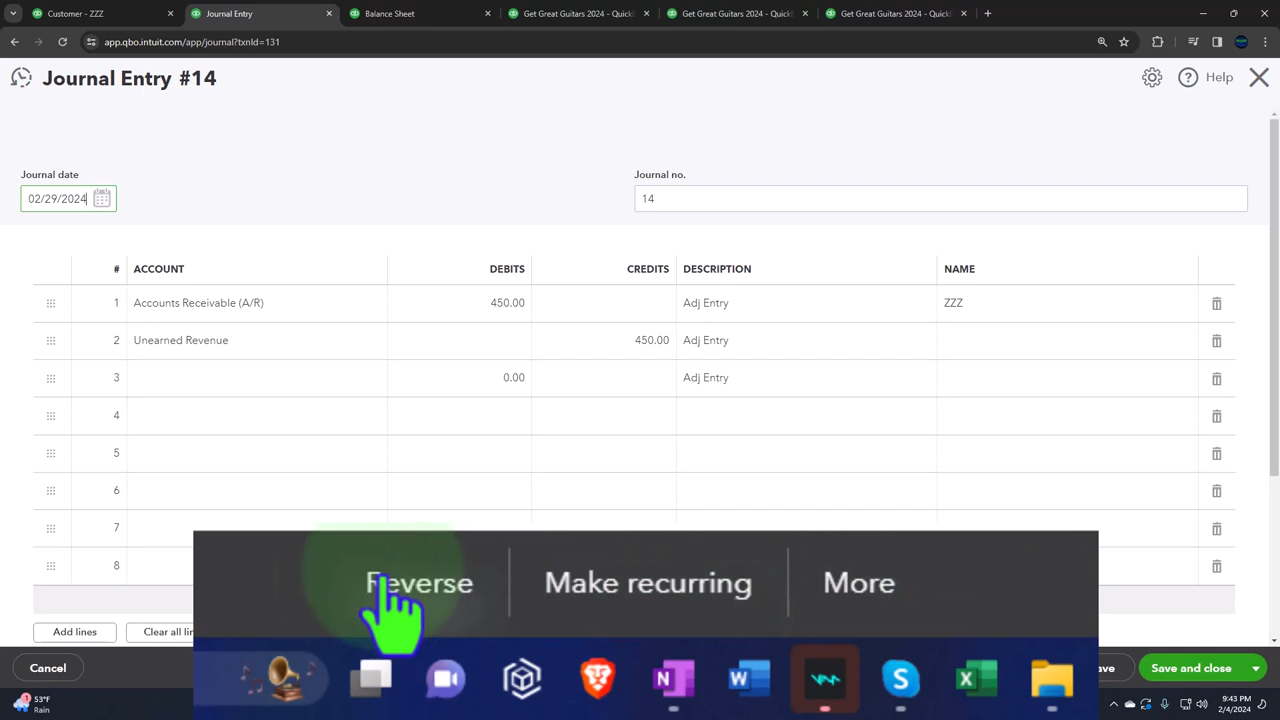 Customer - ZZZ
Journal Entry
Balance Sheet
Get Great Guitars 2024 - Quick
Get Great Guitars 2024 - Quick
Get Great Guitars 2024 - Quick
app.qbo.intuit.com/app/journal?txnId=131
Journal Entry #14
Help
Journal date
Journal no.
02/29/2024
14
# ACCOUNT DEBITS CREDITS DESCRIPTION NAME
1 Accounts Receivable (A/R) 450.00 Adj Entry ZZZ
2 Unearned Revenue 450.00 Adj Entry
3 0.00 Adj Entry
4
5
6
7
8
Reverse Make recurring More
Add lines Clear all lin
Cancel
ave Save and close
53°F
Rain
9:43 PM
2/4/2024